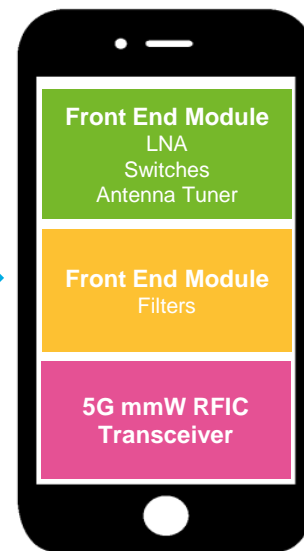 Front End Module
LNA
Switches
Antenna Tuner
Front End Module
Filters
5G mmW RFIC
Transceiver